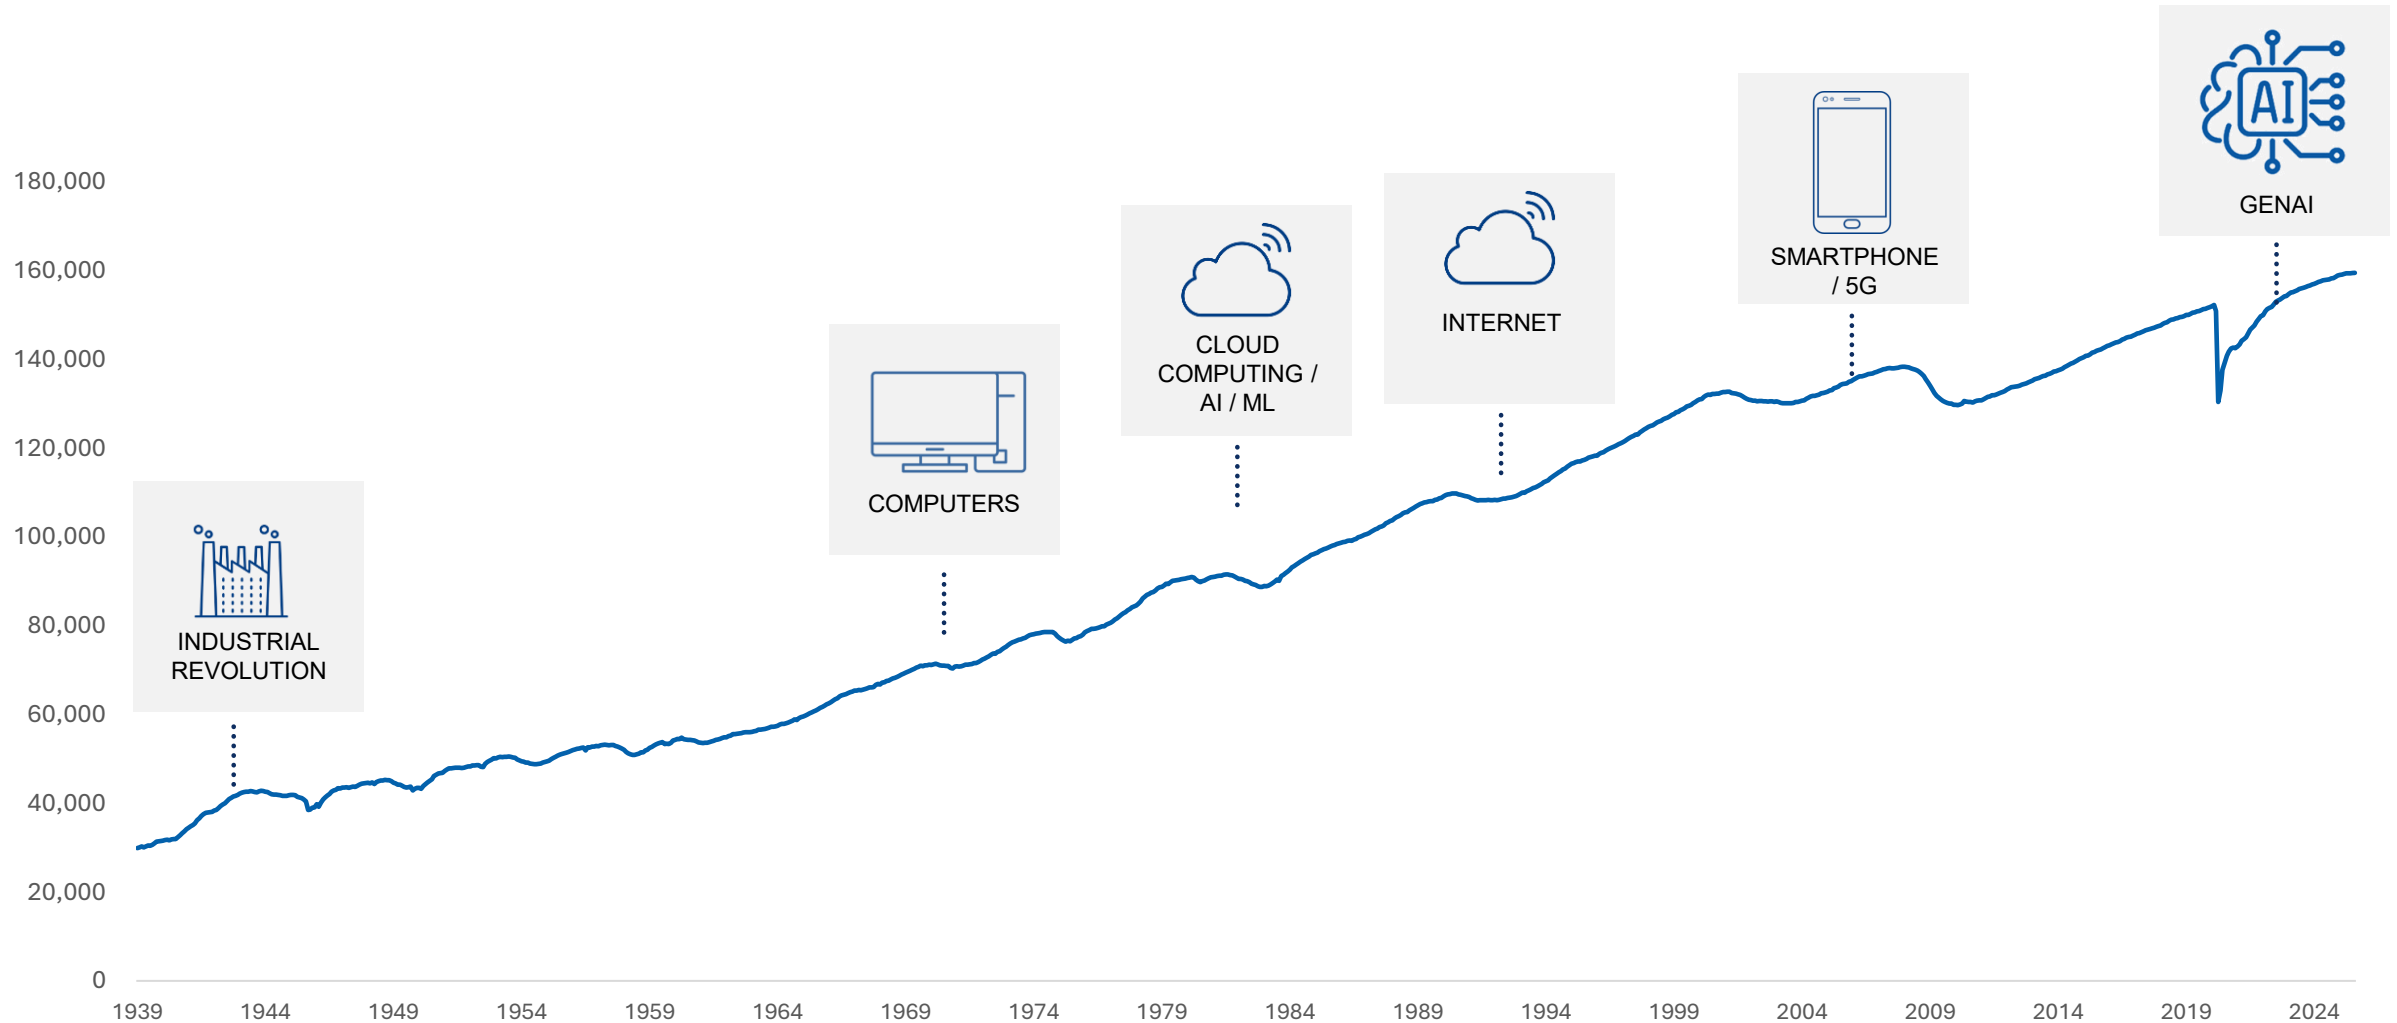 AI
GENAI
SMARTPHONE
/ 5G
INTERNET
CLOUD
COMPUTING /
AI / ML
COMPUTERS
INDUSTRIAL
REVOLUTION
180,000
160,000
140,000
120,000
100,000
80,000
60,000
40,000
20,000
0
1939 1944 1949 1954 1959 1964 1969 1974 1979 1984 1989 1994 1999 2004 2009 2014 2019 2024